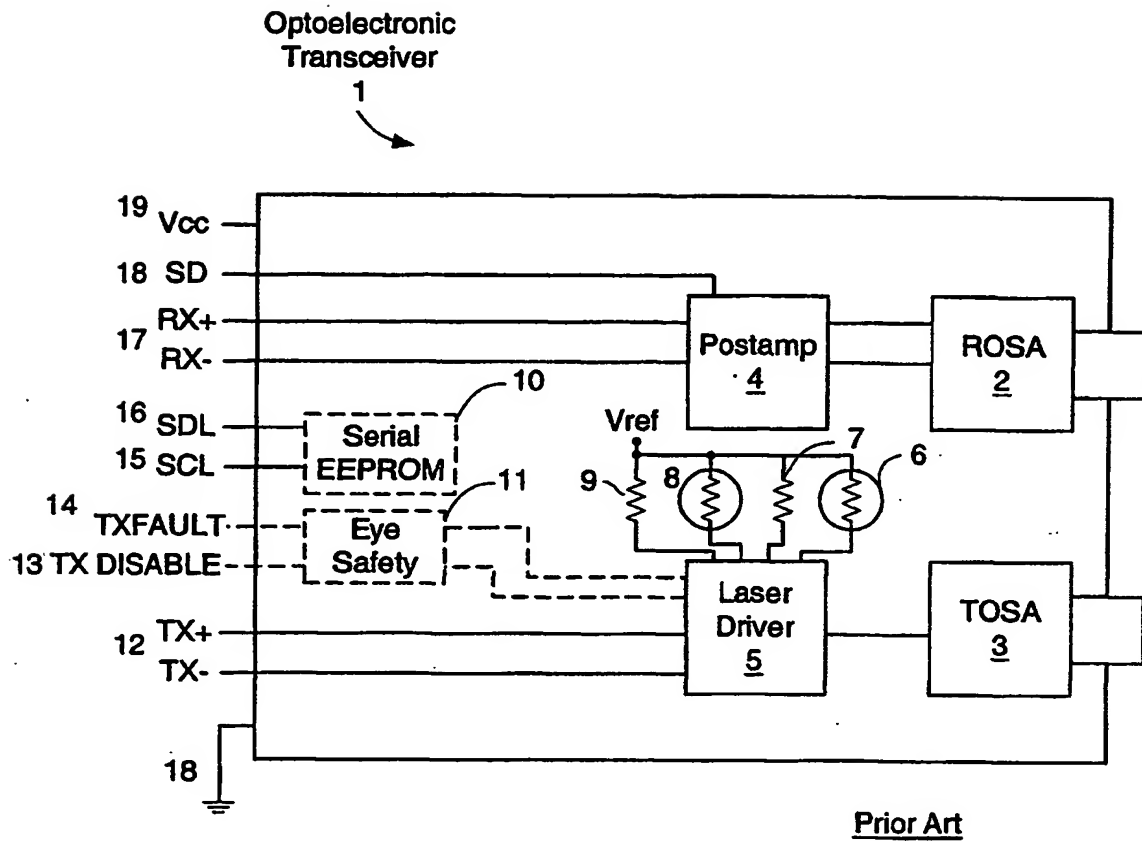 Optoelectronic
Transceiver
1
19 Vcc
18 SD
RX+
17
RX-
Postamp
4
ROSA
2
10
16 SDL
15 SCL
Serial
EEPROM
Vref
9
8
7
6
11
14 TXFAULT
13 TX DISABLE
Eye
Safety
12 TX+
TX-
Laser
Driver
5
TOSA
3
18
Prior Art